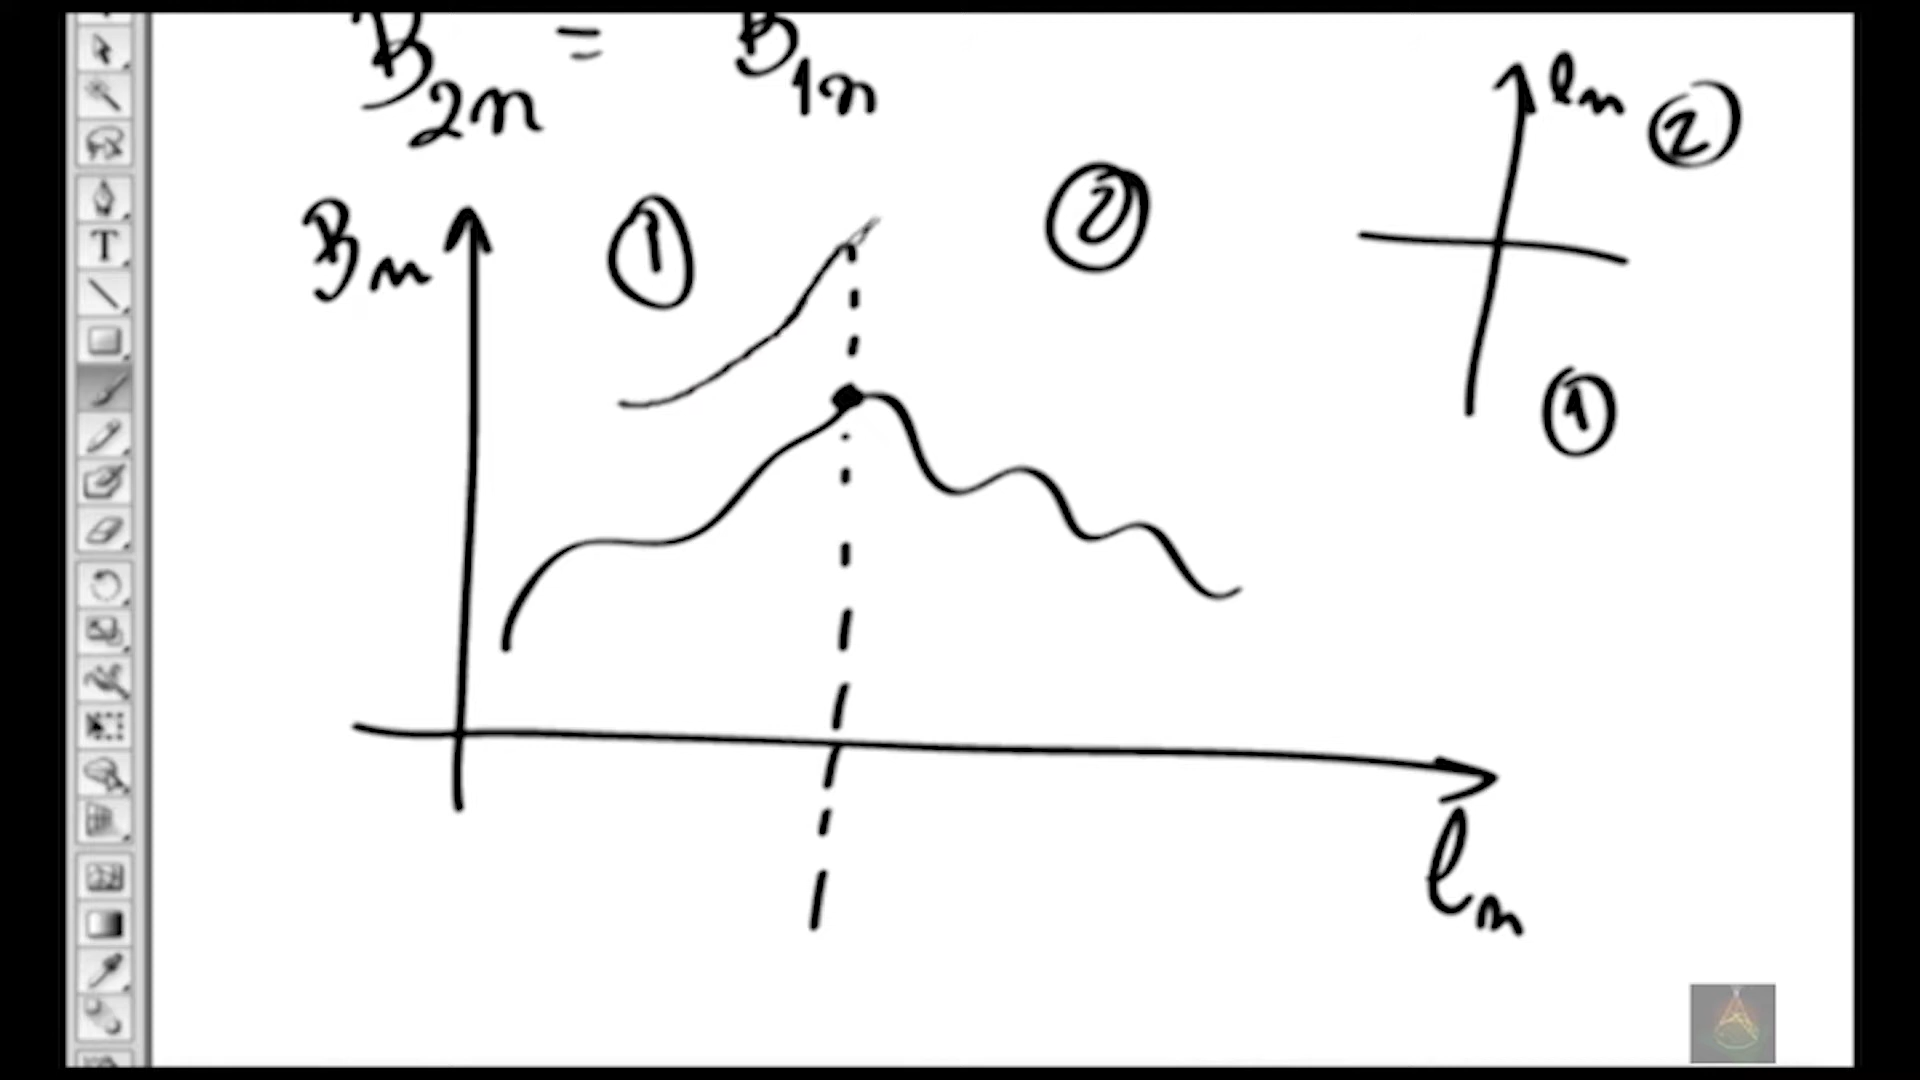 B₂ₙ = B₁ₙ
lₙ ②
Bₙ ① ②
①
lₙ
T